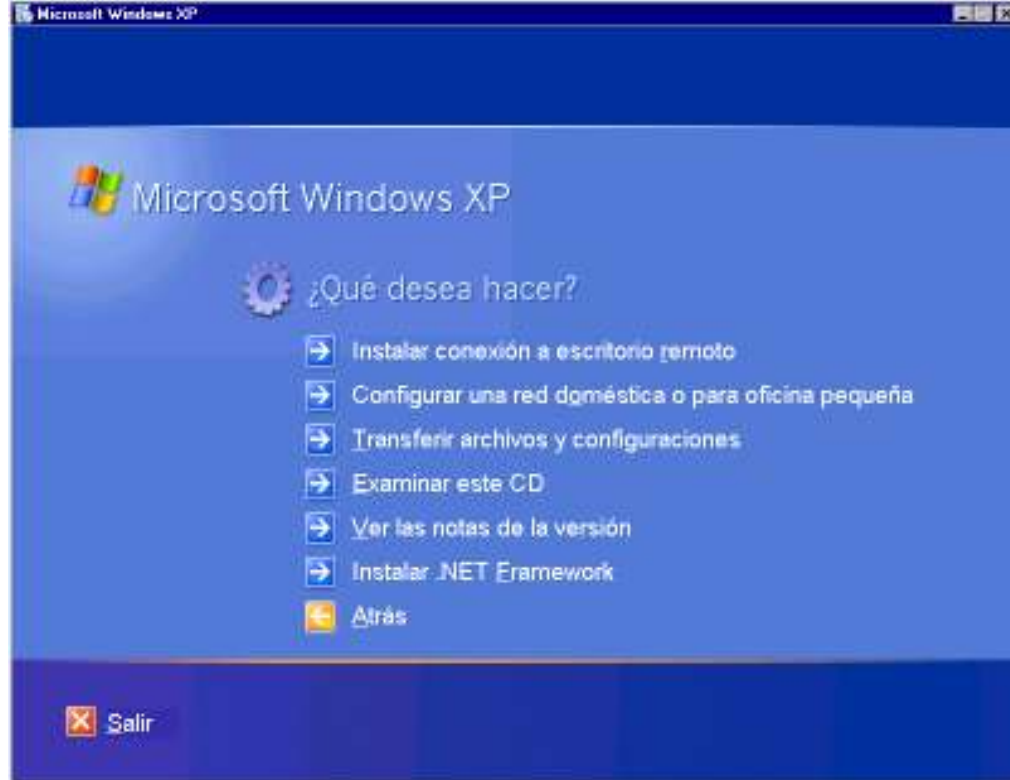 Microsoft Windows XP
Microsoft Windows XP
¿Qué desea hacer?
Instalar conexión a escritorio remoto
Configurar una red doméstica o para oficina pequeña
Transferir archivos y configuraciones
Examinar este CD
Ver las notas de la versión
Instalar .NET Framework
Atrás
Salir